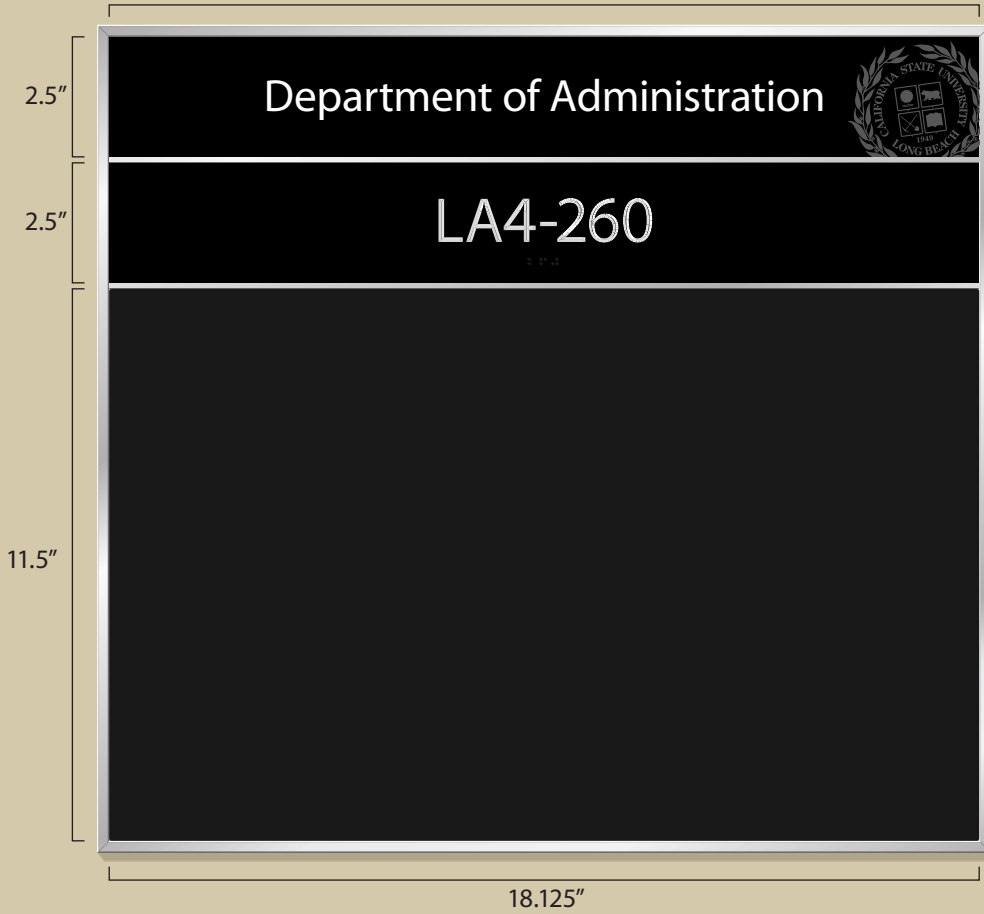 2.5"
Department of Administration
CALIFORNIA STATE UNIVERSITY
LONG BEACH
1949
2.5"
LA4-260
11.5"
18.125"